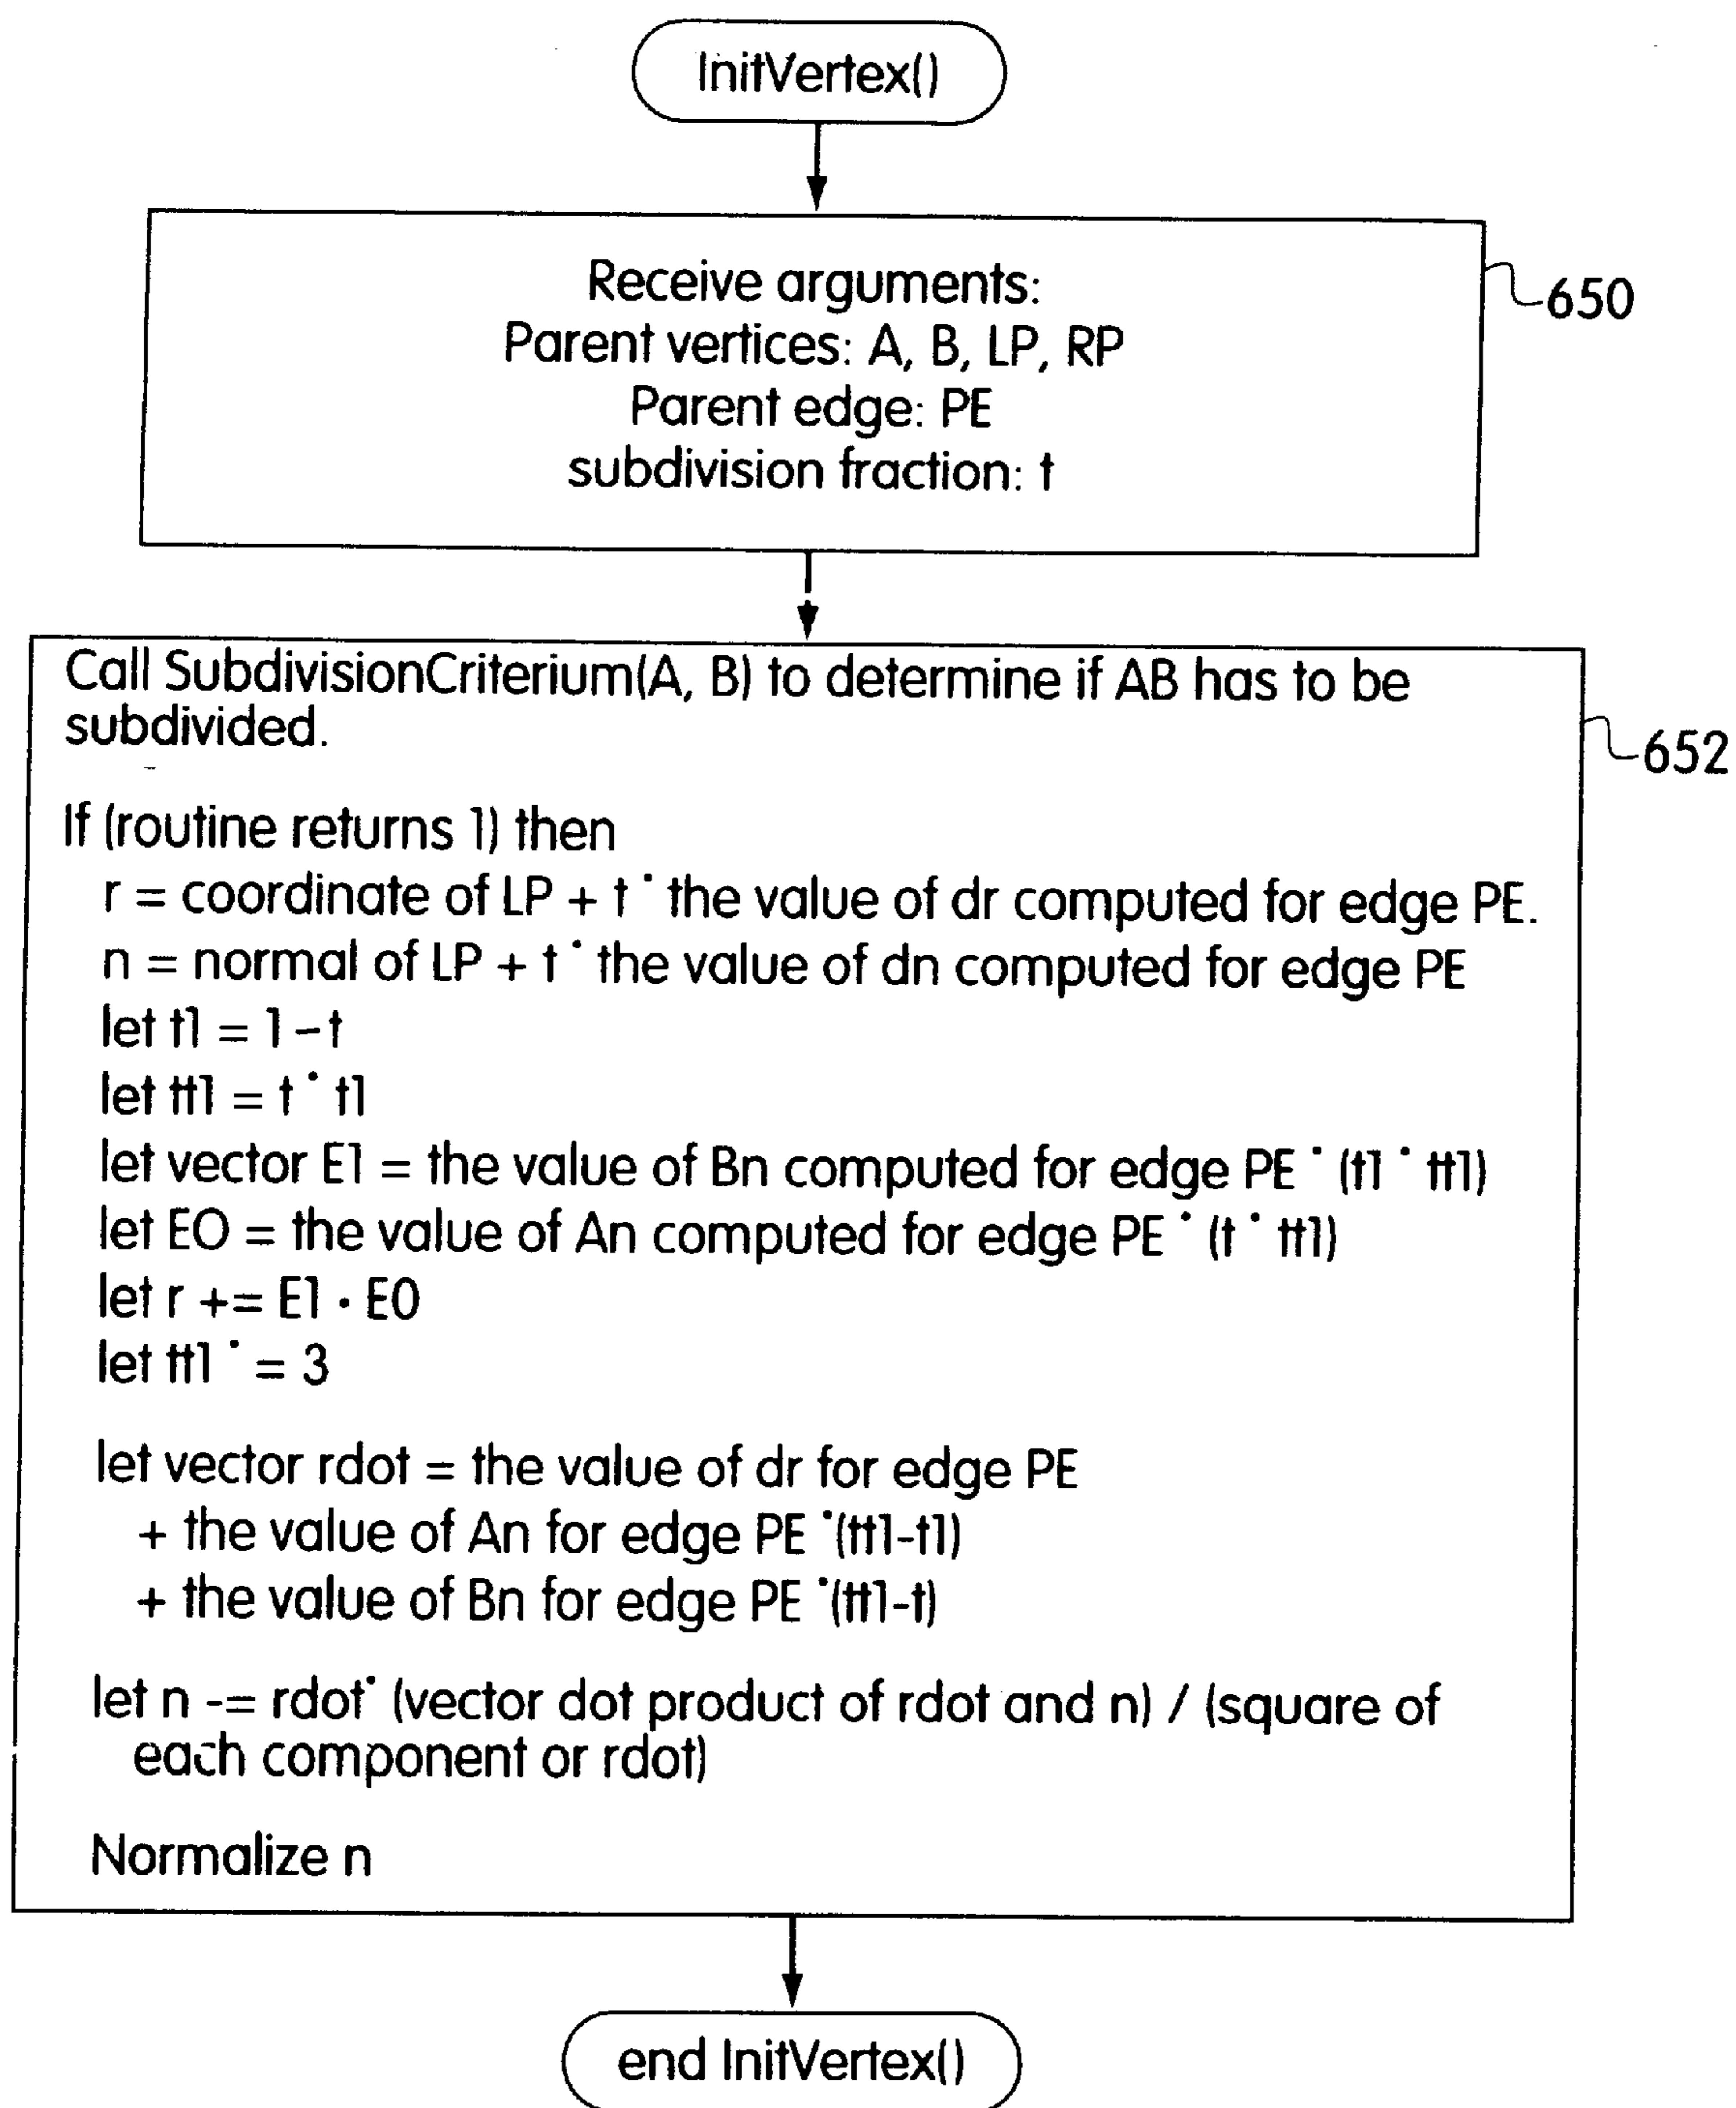 InitVertex()
Receive arguments:
Parent vertices: A, B, LP, RP
Parent edge: PE
subdivision fraction: t
650
Call SubdivisionCriterium(A, B) to determine if AB has to be
subdivided.
652
If (routine returns 1) then
r = coordinate of LP + t * the value of dr computed for edge PE.
n = normal of LP + t * the value of dn computed for edge PE
let t1 = 1-t
let tt1 = t * t1
let vector E1 = the value of Bn computed for edge PE * (t1 * tt1)
let E0 = the value of An computed for edge PE * (t * tt1)
let r += E1 · E0
let tt1 * = 3
let vector rdot = the value of dr for edge PE
+ the value of An for edge PE *(tt1-t1)
+ the value of Bn for edge PE *(tt1-t)
let n -= rdot* (vector dot product of rdot and n) / (square of
each component or rdot)
Normalize n
end InitVertex()